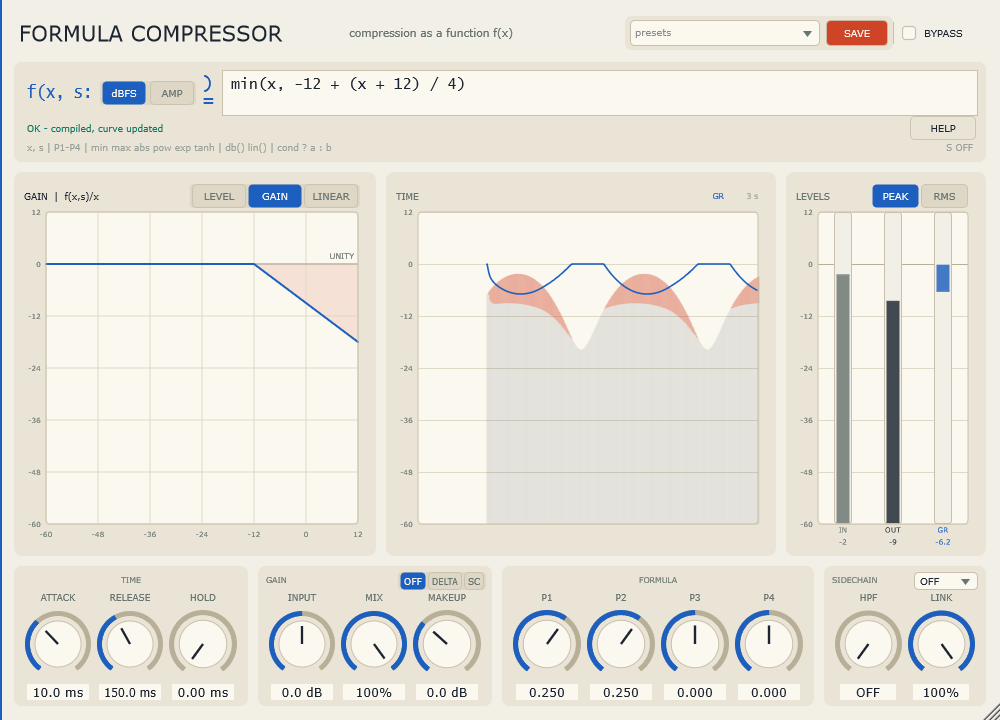 FORMULA COMPRESSOR
compression as a function f(x)
presets
SAVE
BYPASS
f(x, s:
dBFS
AMP
) =
min(x, -12 + (x + 12) / 4)
OK - compiled, curve updated
HELP
x, s | P1-P4 | min max abs pow exp tanh | db() lin() | cond ? a : b
S OFF
GAIN | f(x,s)/x
LEVEL
GAIN
LINEAR
12
0
-12
-24
-36
-48
-60
UNITY
-60 -48 -36 -24 -12 0 12
TIME
GR
3 s
12
0
-12
-24
-36
-48
-60
LEVELS
PEAK
RMS
12
0
-12
-24
-36
-48
-60
IN OUT GR
-2 -9 -6.2
TIME
ATTACK RELEASE HOLD
10.0 ms 150.0 ms 0.00 ms
GAIN
OFF DELTA SC
INPUT MIX MAKEUP
0.0 dB 100% 0.0 dB
FORMULA
P1 P2 P3 P4
0.250 0.250 0.000 0.000
SIDECHAIN
OFF
HPF LINK
OFF 100%